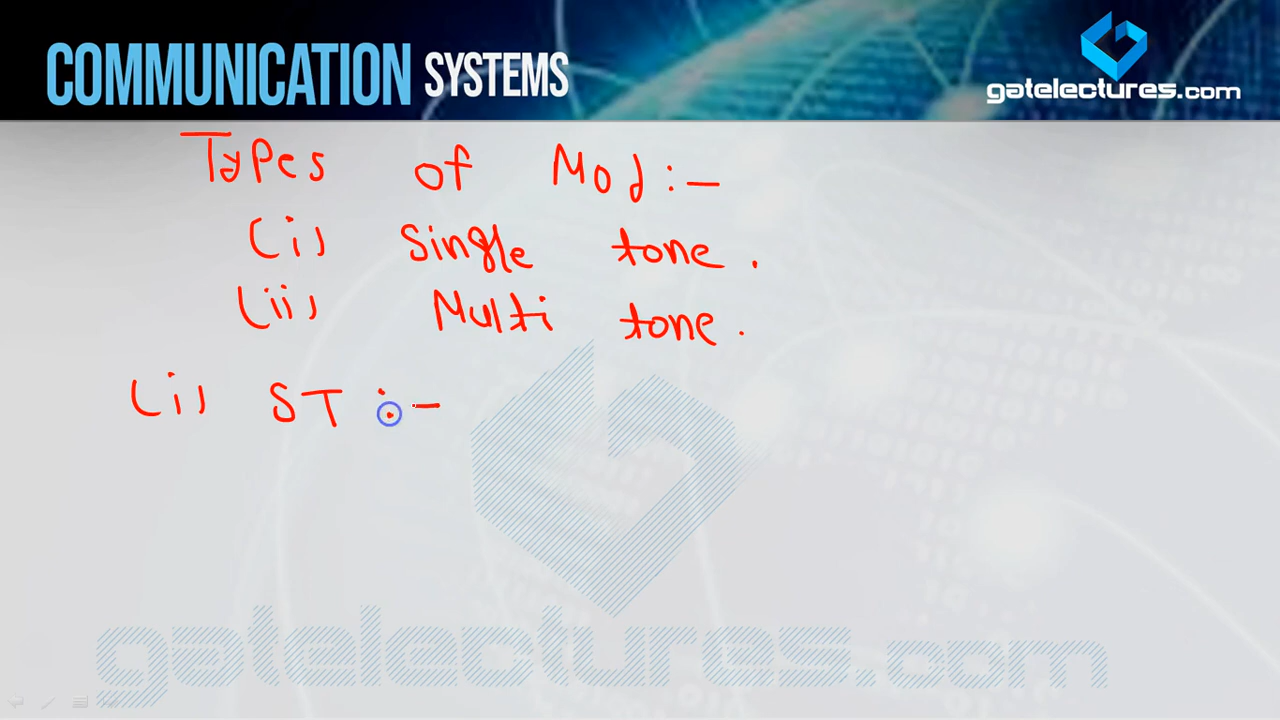 COMMUNICATION SYSTEMS
gatelectures.com
Types of Mod :-
(i) Single tone.
(ii) Multi tone.
(i) ST :-
gatelectures.com